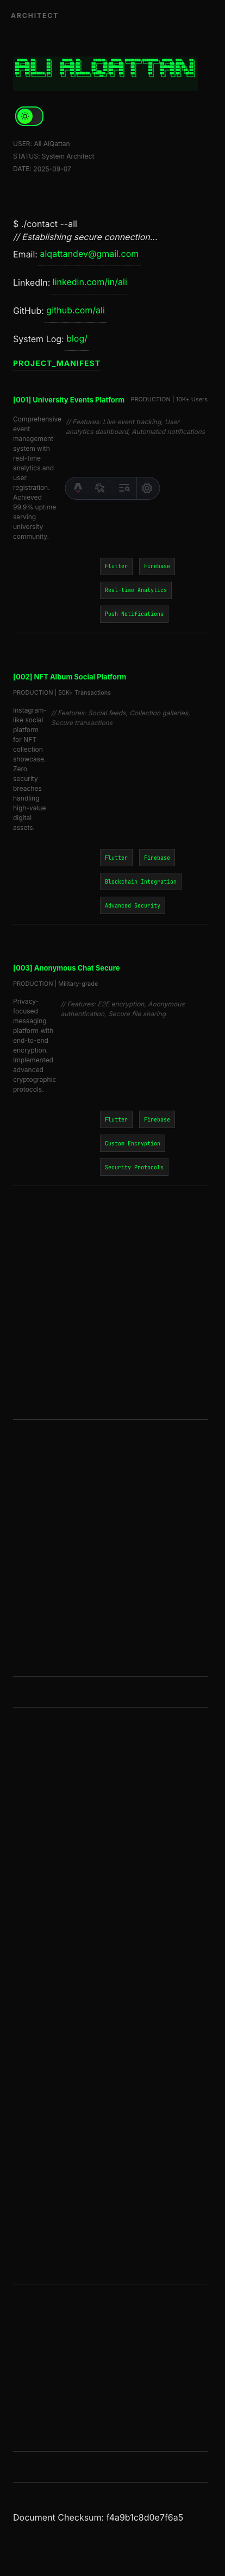 ARCHITECT
ALI ALQATTAN
USER: Ali AlQattan
STATUS: System Architect
DATE: 2025-09-07
$ ./contact --all
// Establishing secure connection...
Email: alqattandev@gmail.com
LinkedIn: linkedin.com/in/ali
GitHub: github.com/ali
System Log: blog/
PROJECT_MANIFEST
[001] University Events Platform
PRODUCTION | 10K+ Users
Comprehensive
event
management
system with
real-time
analytics and
user
registration.
Achieved
99.9% uptime
serving
university
community.
// Features: Live event tracking, User
analytics dashboard, Automated notifications
Flutter
Firebase
Real-time Analytics
Push Notifications
[002] NFT Album Social Platform
PRODUCTION | 50K+ Transactions
Instagram-
like social
platform
for NFT
collection
showcase.
Zero
security
breaches
handling
high-value
digital
assets.
// Features: Social feeds, Collection galleries,
Secure transactions
Flutter
Firebase
Blockchain Integration
Advanced Security
[003] Anonymous Chat Secure
PRODUCTION | Military-grade
Privacy-
focused
messaging
platform with
end-to-end
encryption.
Implemented
advanced
cryptographic
protocols.
// Features: E2E encryption, Anonymous
authentication, Secure file sharing
Flutter
Firebase
Custom Encryption
Security Protocols
Document Checksum: f4a9b1c8d0e7f6a5